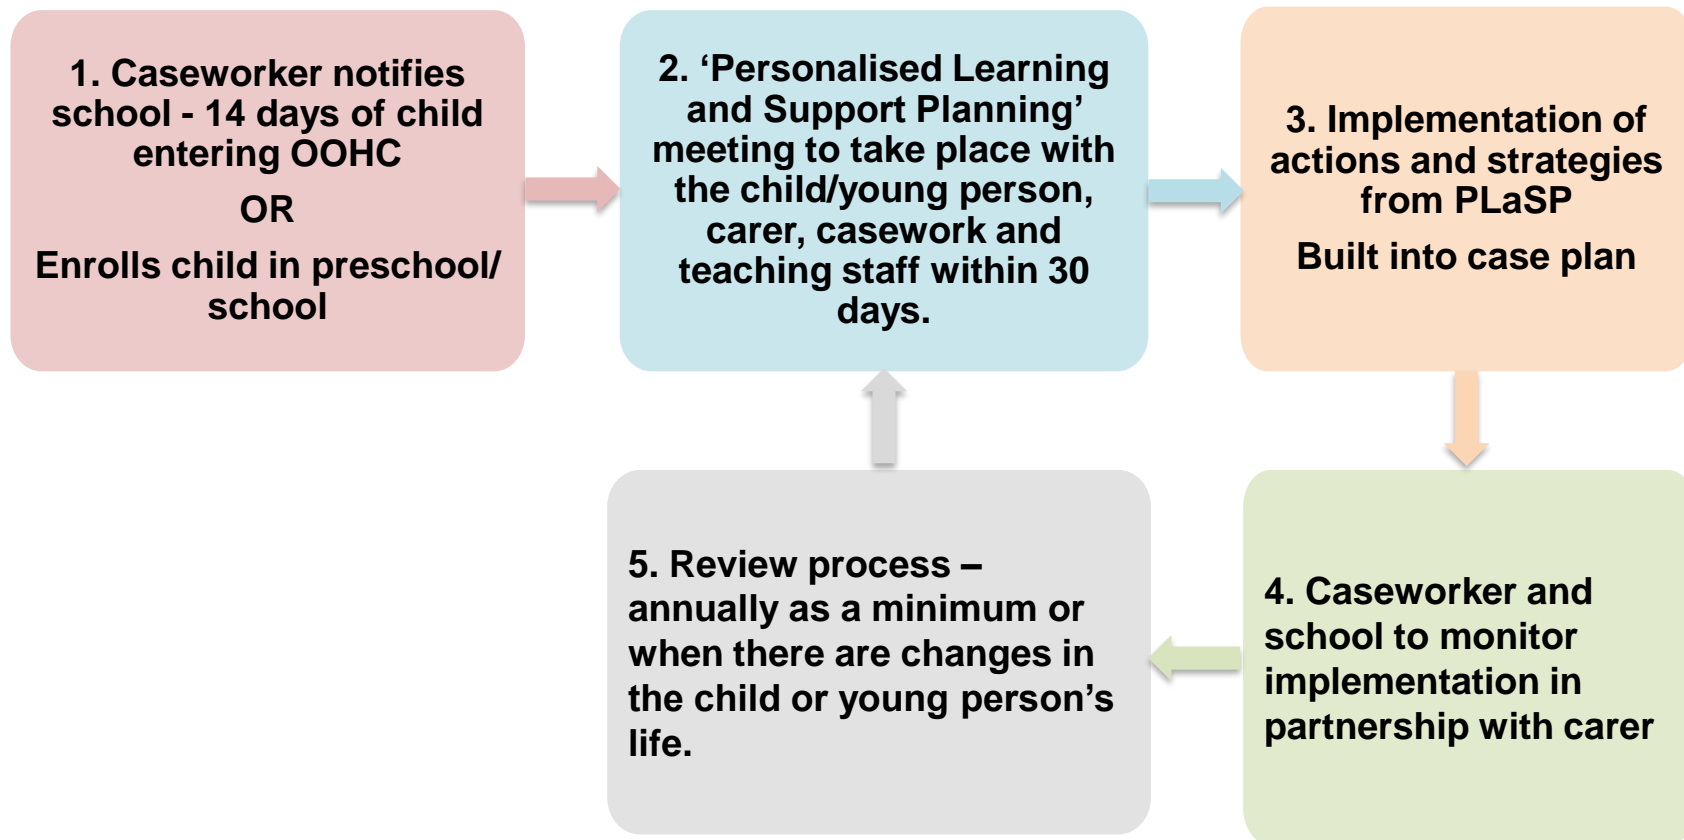 1. Caseworker notifies
school - 14 days of child
entering OOHC
OR
Enrolls child in preschool/
school
2. ‘Personalised Learning
and Support Planning’
meeting to take place with
the child/young person,
carer, casework and
teaching staff within 30
days.
3. Implementation of
actions and strategies
from PLaSP
Built into case plan
4. Caseworker and
school to monitor
implementation in
partnership with carer
5. Review process –
annually as a minimum or
when there are changes in
the child or young person’s
life.